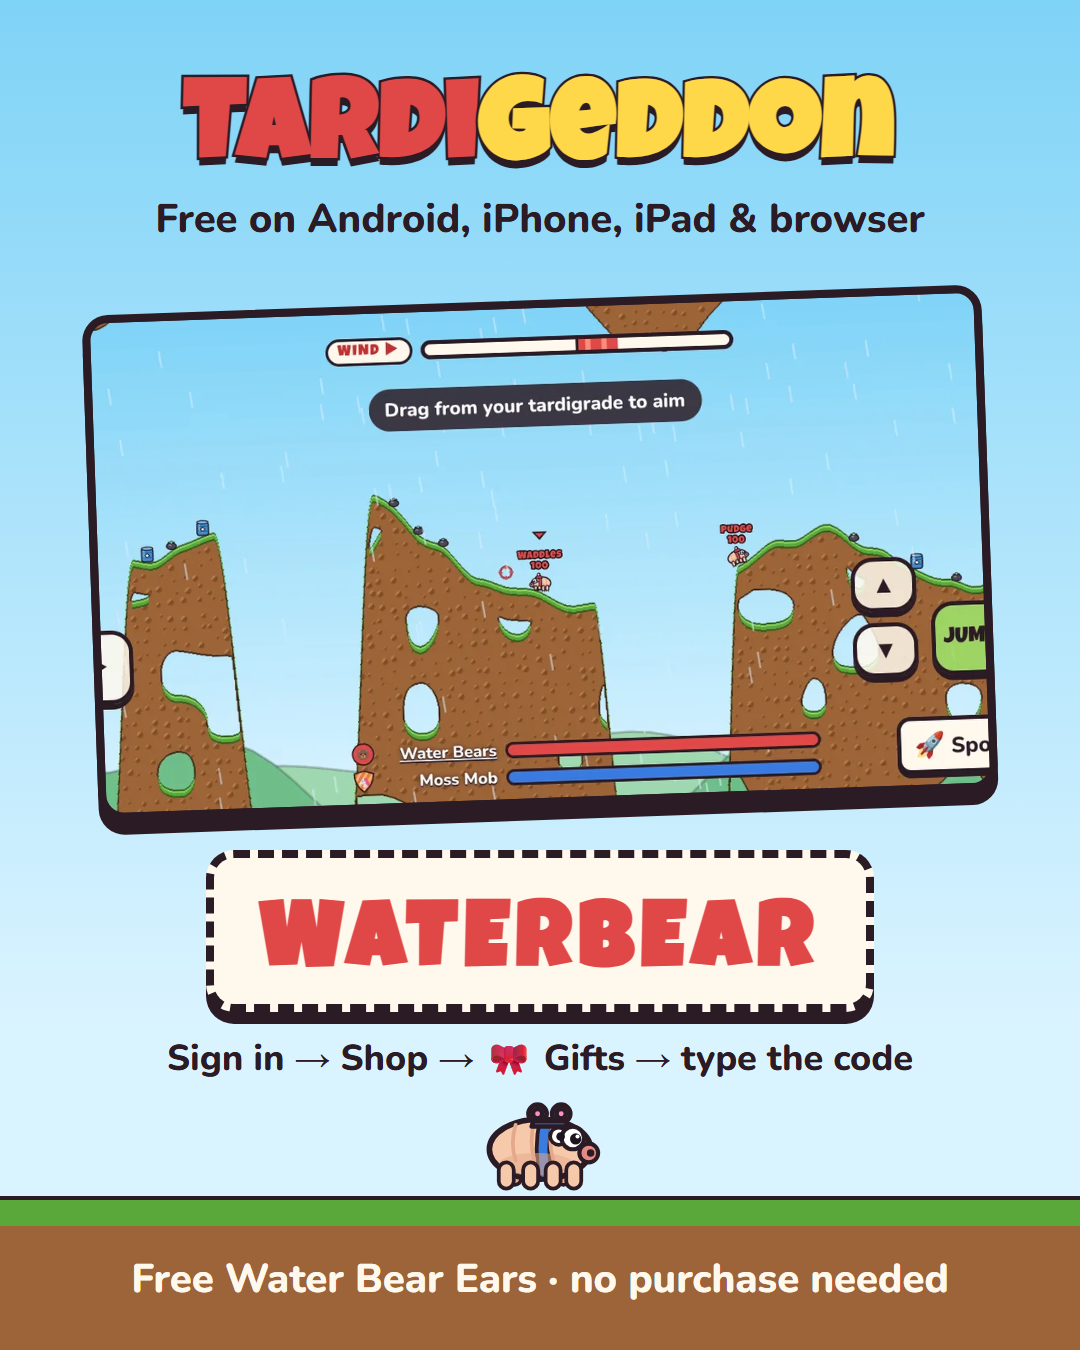 TARDIGeDDON
Free on Android, iPhone, iPad & browser
WIND ▶
Drag from your tardigrade to aim
PUDGE
100
WADDLES
100
▲
▼
JUM
Water Bears
Moss Mob
🚀 Spo
WATERBEAR
Sign in → Shop → 🎀 Gifts → type the code
Free Water Bear Ears · no purchase needed